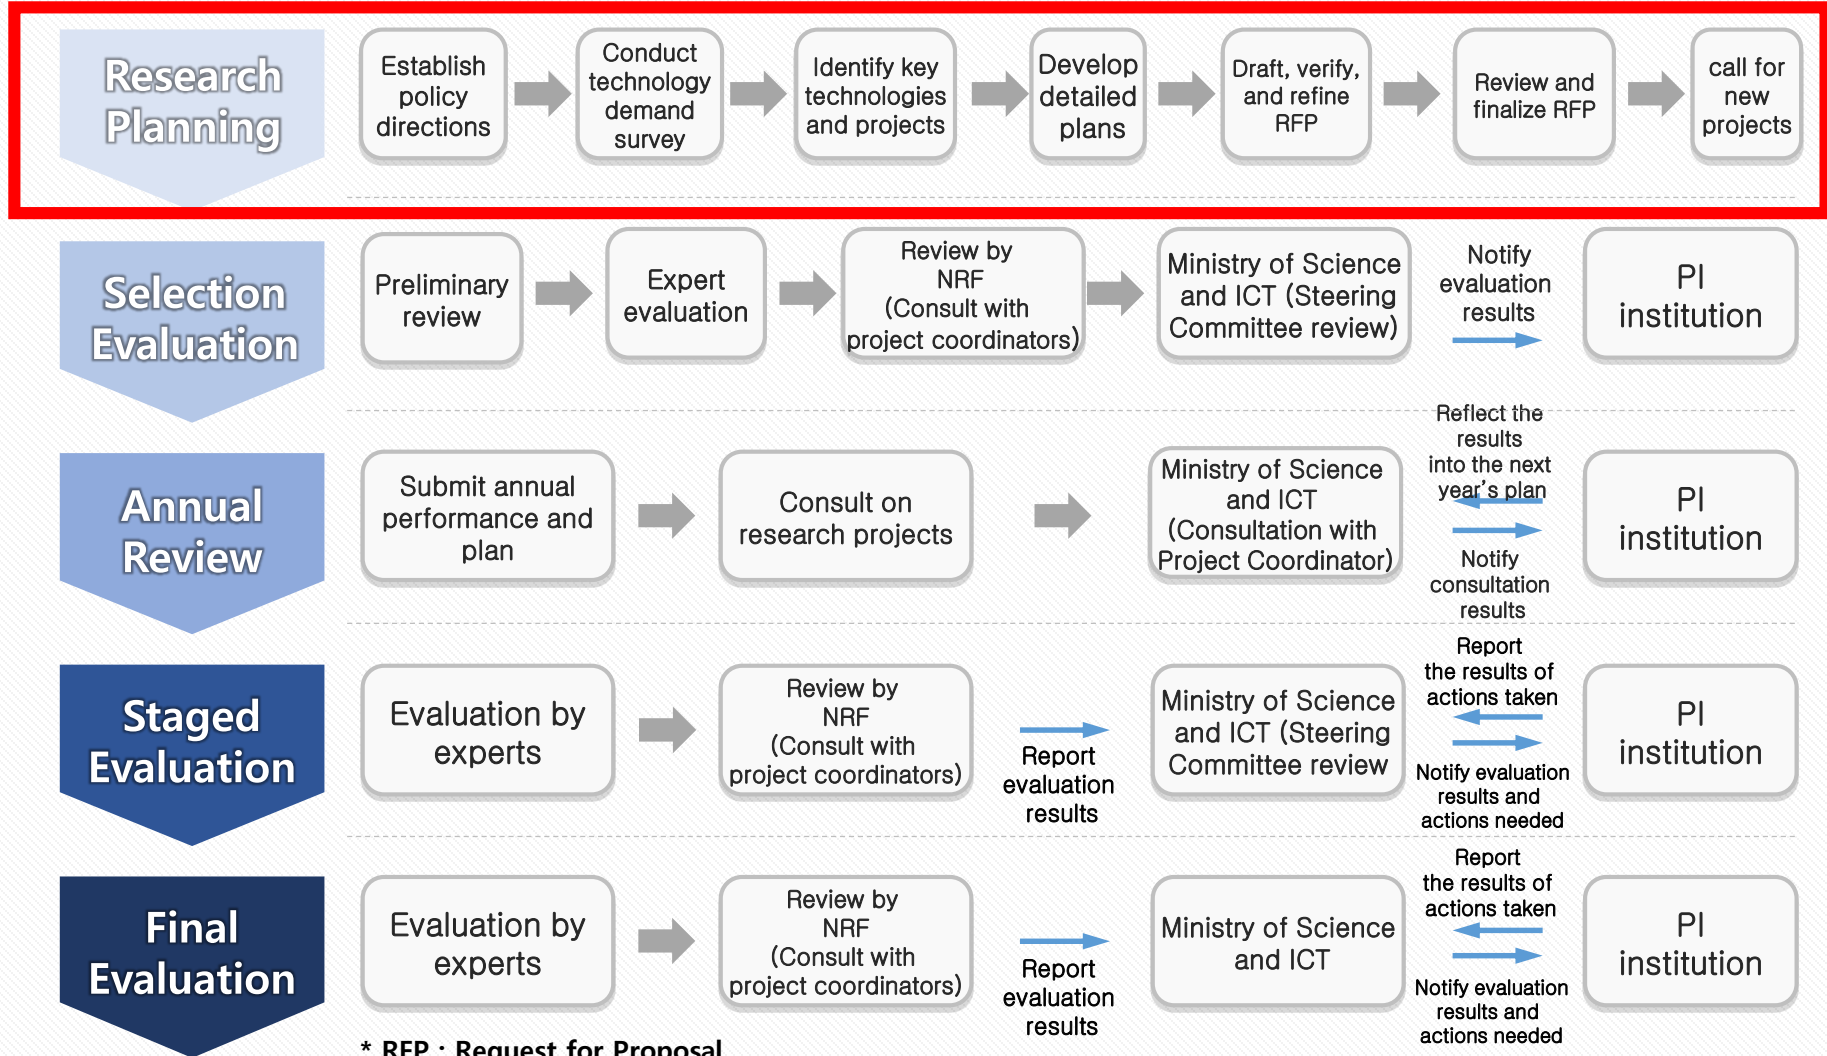 Research
Planning
Establish
policy
directions
Conduct
technology
demand
survey
Identify key
technologies
and projects
Develop
detailed
plans
Draft, verify,
and refine
RFP
Review and
finalize RFP
call for
new
projects
Selection
Evaluation
Preliminary
review
Expert
evaluation
Review by
NRF
(Consult with
project coordinators)
Ministry of Science
and ICT (Steering
Committee review)
Notify
evaluation
results
PI
institution
Annual
Review
Submit annual
performance and
plan
Consult on
research projects
Ministry of Science
and ICT
(Consultation with
Project Coordinator)
Reflect the
results
into the next
year's plan
Notify
consultation
results
PI
institution
Staged
Evaluation
Evaluation by
experts
Review by
NRF
(Consult with
project coordinators)
Report
evaluation
results
Ministry of Science
and ICT (Steering
Committee review
Report
the results of
actions taken
Notify evaluation
results and
actions needed
PI
institution
Final
Evaluation
Evaluation by
experts
Review by
NRF
(Consult with
project coordinators)
Report
evaluation
results
Ministry of Science
and ICT
Report
the results of
actions taken
Notify evaluation
results and
actions needed
PI
institution
* RFP : Request for Proposal